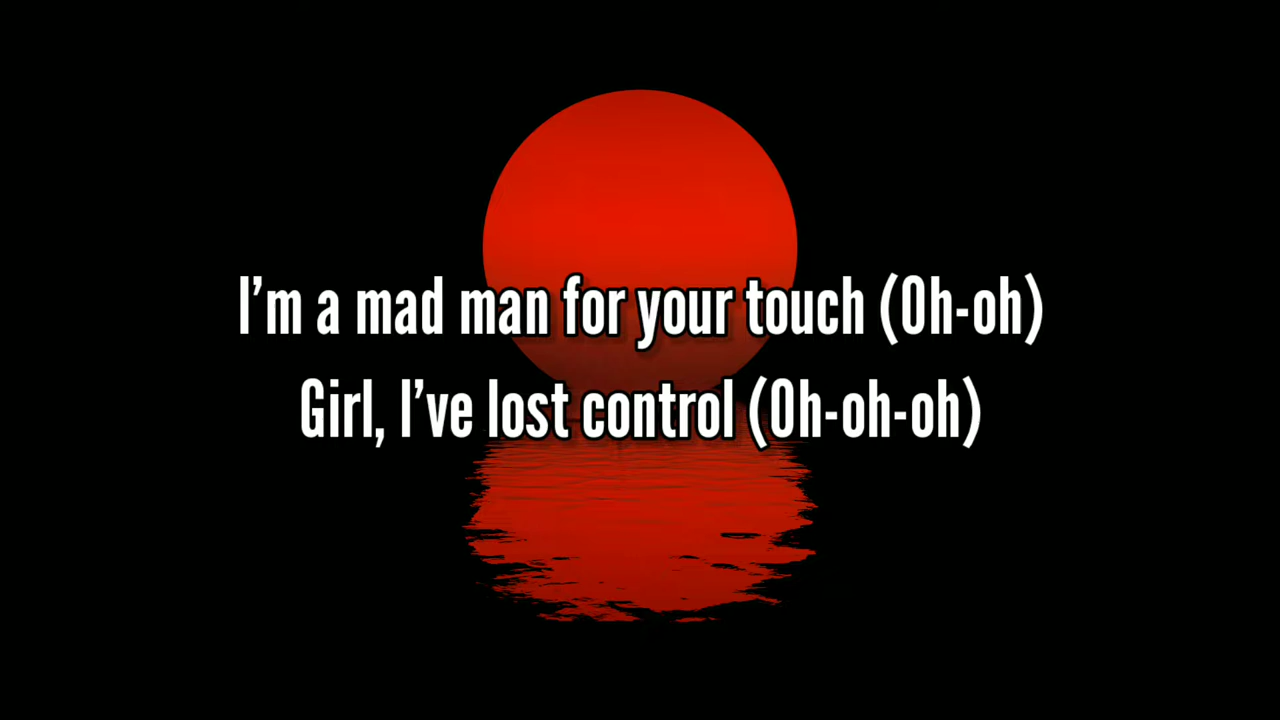 I’m a mad man for your touch (Oh-oh)
Girl, I’ve lost control (Oh-oh-oh)